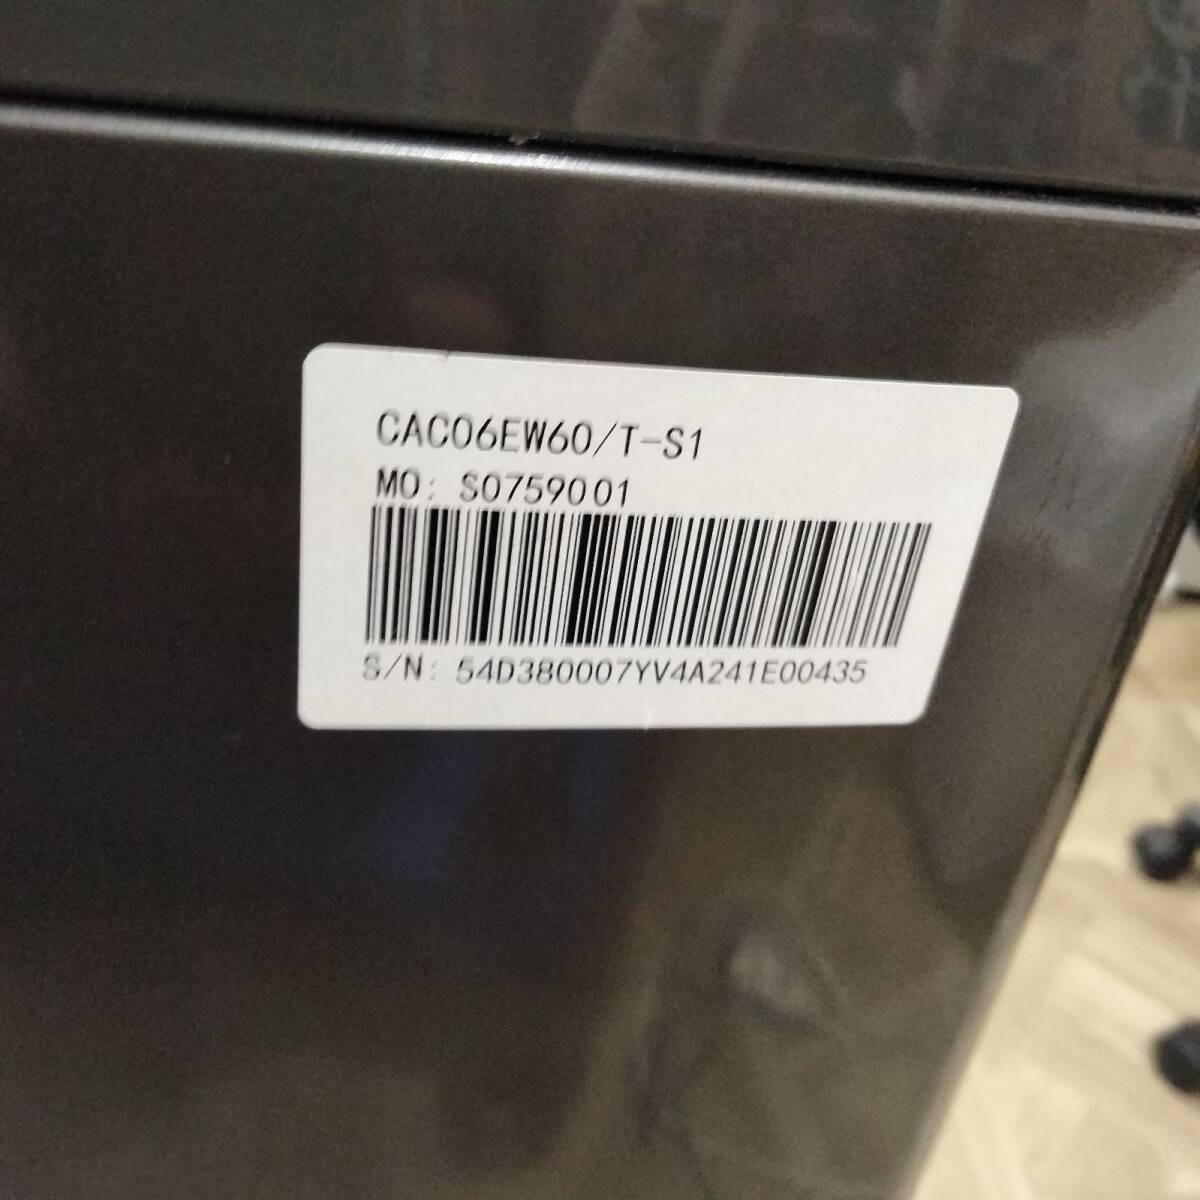 CAC06EW60/T-S1
MO: S0759001
S/N: 54D380007YV4A241E00435